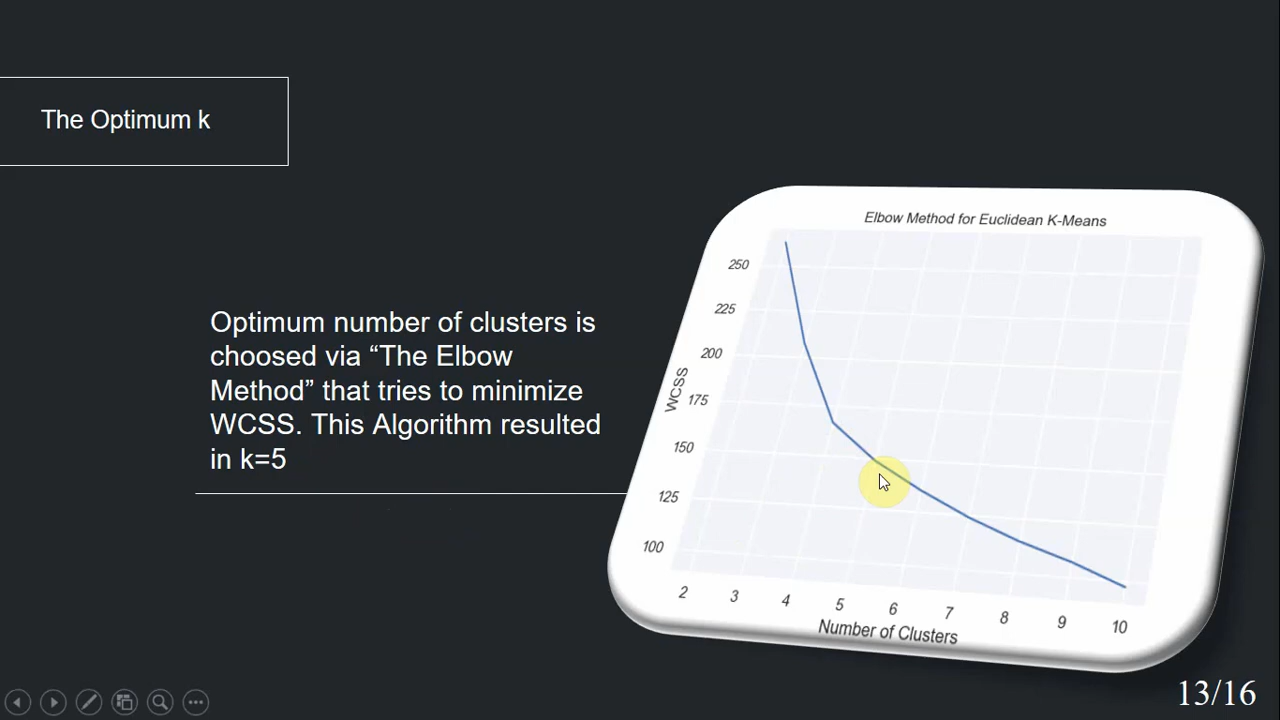 The Optimum k
Optimum number of clusters is
choosed via “The Elbow
Method” that tries to minimize
WCSS. This Algorithm resulted
in k=5
Elbow Method for Euclidean K-Means
250
225
200
175
150
125
100
WCSS
2 3 4 5 6 7 8 9 10
Number of Clusters
13/16